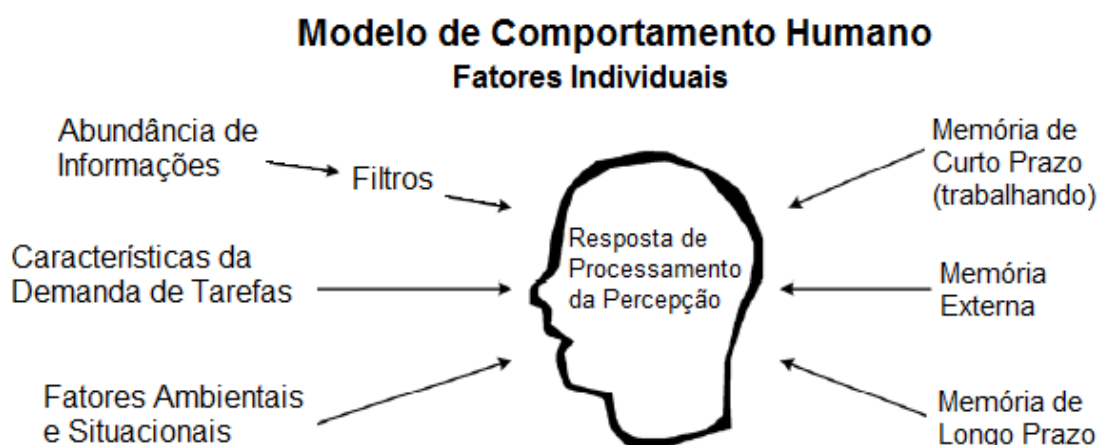 Modelo de Comportamento Humano
Fatores Individuais
Abundância de
Informações
Filtros
Características da
Demanda de Tarefas
Fatores Ambientais
e Situacionais
Resposta de
Processamento
da Percepção
Memória de
Curto Prazo
(trabalhando)
Memória
Externa
Memória de
Longo Prazo